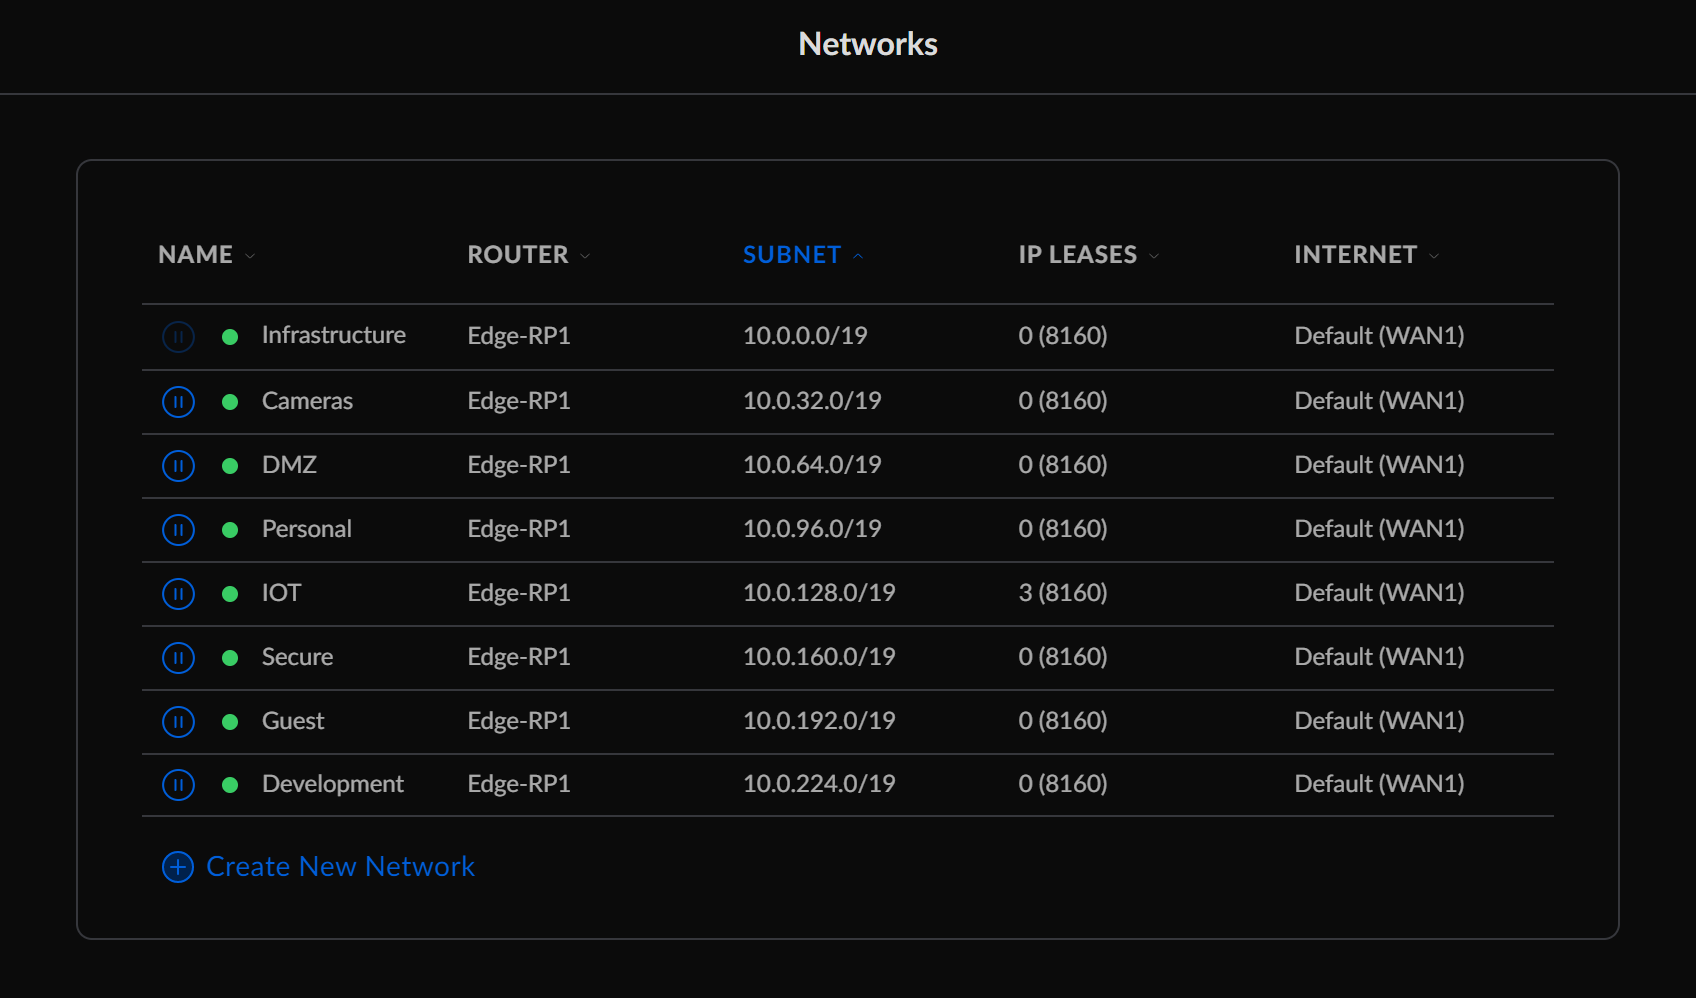 Networks
NAME ROUTER SUBNET IP LEASES INTERNET
Infrastructure Edge-RP1 10.0.0.0/19 0 (8160) Default (WAN1)
Cameras Edge-RP1 10.0.32.0/19 0 (8160) Default (WAN1)
DMZ Edge-RP1 10.0.64.0/19 0 (8160) Default (WAN1)
Personal Edge-RP1 10.0.96.0/19 0 (8160) Default (WAN1)
IOT Edge-RP1 10.0.128.0/19 3 (8160) Default (WAN1)
Secure Edge-RP1 10.0.160.0/19 0 (8160) Default (WAN1)
Guest Edge-RP1 10.0.192.0/19 0 (8160) Default (WAN1)
Development Edge-RP1 10.0.224.0/19 0 (8160) Default (WAN1)
Create New Network